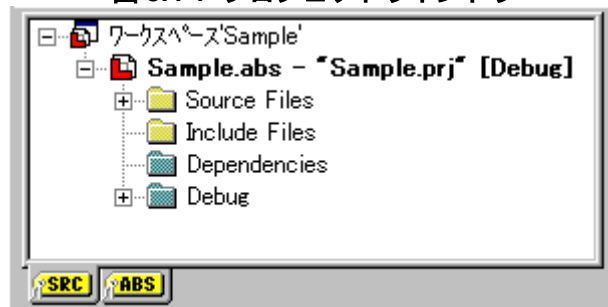 ワークスペース'Sample'
Sample.abs - "Sample.prj" [Debug]
Source Files
Include Files
Dependencies
Debug
SRC ABS